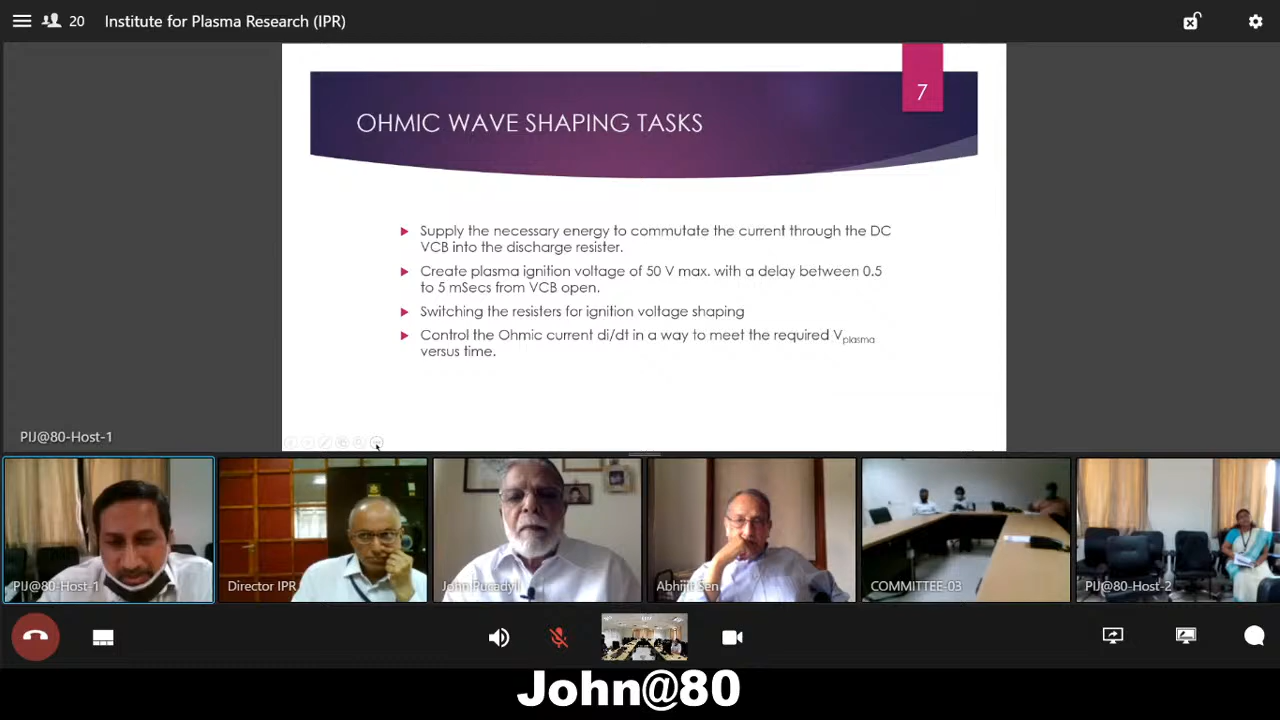 20 Institute for Plasma Research (IPR)
7
OHMIC WAVE SHAPING TASKS
Supply the necessary energy to commutate the current through the DC
VCB into the discharge resister.
Create plasma ignition voltage of 50 V max. with a delay between 0.5
to 5 mSecs from VCB open.
Switching the resisters for ignition voltage shaping
Control the Ohmic current di/dt in a way to meet the required Vplasma
versus time.
PIJ@80-Host-1
PIJ@80-Host-1
Director IPR
John Pucadyil
Abhijit Sen
COMMITTEE-03
PIJ@80-Host-2
John@80